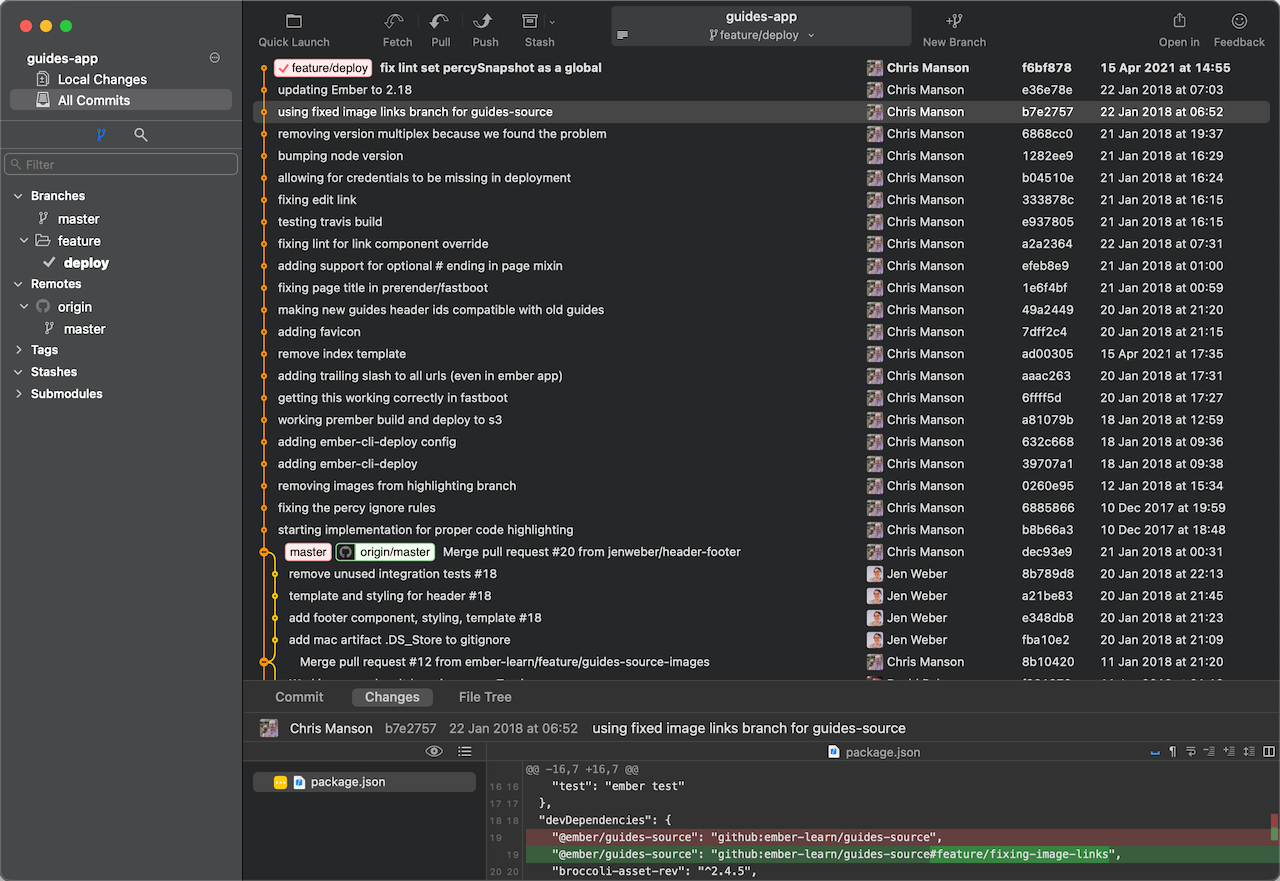 guides-app
Local Changes
All Commits
Filter
Branches
master
feature
deploy
Remotes
origin
master
Tags
Stashes
Submodules
Quick Launch
Fetch
Pull
Push
Stash
guides-app
feature/deploy
New Branch
Open in
Feedback
feature/deploy fix lint set percySnapshot as a global Chris Manson f6bf878 15 Apr 2021 at 14:55
updating Ember to 2.18 Chris Manson e36e78e 22 Jan 2018 at 07:03
using fixed image links branch for guides-source Chris Manson b7e2757 22 Jan 2018 at 06:52
removing version multiplex because we found the problem Chris Manson 6868cc0 21 Jan 2018 at 19:37
bumping node version Chris Manson 1282ee9 21 Jan 2018 at 16:29
allowing for credentials to be missing in deployment Chris Manson b04510e 21 Jan 2018 at 16:24
fixing edit link Chris Manson 333878c 21 Jan 2018 at 16:15
testing travis build Chris Manson e937805 21 Jan 2018 at 16:15
fixing lint for link component override Chris Manson a2a2364 22 Jan 2018 at 07:31
adding support for optional # ending in page mixin Chris Manson efeb8e9 21 Jan 2018 at 01:00
fixing page title in prerender/fastboot Chris Manson 1e6f4bf 21 Jan 2018 at 00:59
making new guides header ids compatible with old guides Chris Manson 49a2449 20 Jan 2018 at 21:20
adding favicon Chris Manson 7dff2c4 20 Jan 2018 at 21:15
remove index template Chris Manson ad00305 15 Apr 2021 at 17:35
adding trailing slash to all urls (even in ember app) Chris Manson aaac263 20 Jan 2018 at 17:31
getting this working correctly in fastboot Chris Manson 6ffff5d 20 Jan 2018 at 17:27
working prember build and deploy to s3 Chris Manson a81079b 18 Jan 2018 at 12:59
adding ember-cli-deploy config Chris Manson 632c668 18 Jan 2018 at 09:36
adding ember-cli-deploy Chris Manson 39707a1 18 Jan 2018 at 09:38
removing images from highlighting branch Chris Manson 0260e95 12 Jan 2018 at 15:34
fixing the percy ignore rules Chris Manson 6885866 10 Dec 2017 at 19:59
starting implementation for proper code highlighting Chris Manson b8b66a3 10 Dec 2017 at 18:48
master origin/master Merge pull request #20 from jenweber/header-footer Chris Manson dec93e9 21 Jan 2018 at 00:31
remove unused integration tests #18 Jen Weber 8b789d8 20 Jan 2018 at 22:13
template and styling for header #18 Jen Weber a21be83 20 Jan 2018 at 21:45
add footer component, styling, template #18 Jen Weber e348db8 20 Jan 2018 at 21:23
add mac artifact .DS_Store to gitignore Jen Weber fba10e2 20 Jan 2018 at 21:09
Merge pull request #12 from ember-learn/feature/guides-source-images Chris Manson 8b10420 11 Jan 2018 at 21:20
Commit Changes File Tree
Chris Manson b7e2757 22 Jan 2018 at 06:52 using fixed image links branch for guides-source
package.json
package.json
@@ -16,7 +16,7 @@
16 16 "test": "ember test"
17 17 },
18 18 "devDependencies": {
19 "@ember/guides-source": "github:ember-learn/guides-source",
19 "@ember/guides-source": "github:ember-learn/guides-source#feature/fixing-image-links",
20 20 "broccoli-asset-rev": "^2.4.5",